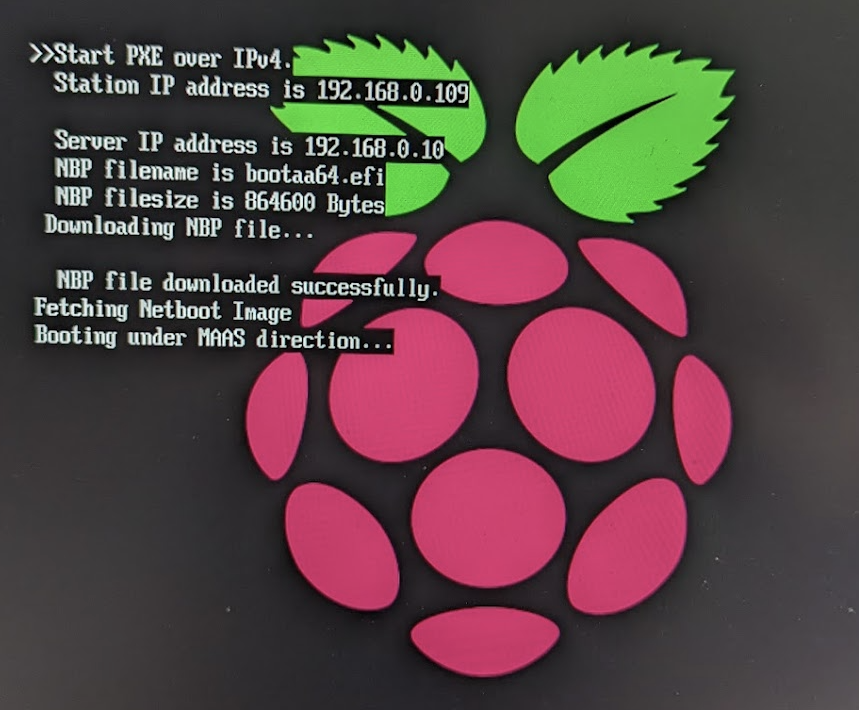 >>Start PXE over IPv4.
Station IP address is 192.168.0.109
Server IP address is 192.168.0.10
NBP filename is bootaa64.efi
NBP filesize is 864600 Bytes
Downloading NBP file...
NBP file downloaded successfully.
Fetching Netboot Image
Booting under MAAS direction...